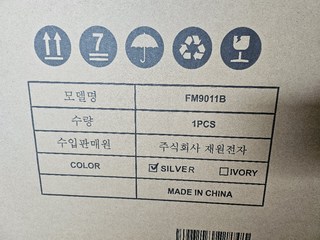 7
모델명 FM9011B
수량 1PCS
수입판매원 주식회사 재원전자
COLOR ☑SILVER ☐IVORY
MADE IN CHINA